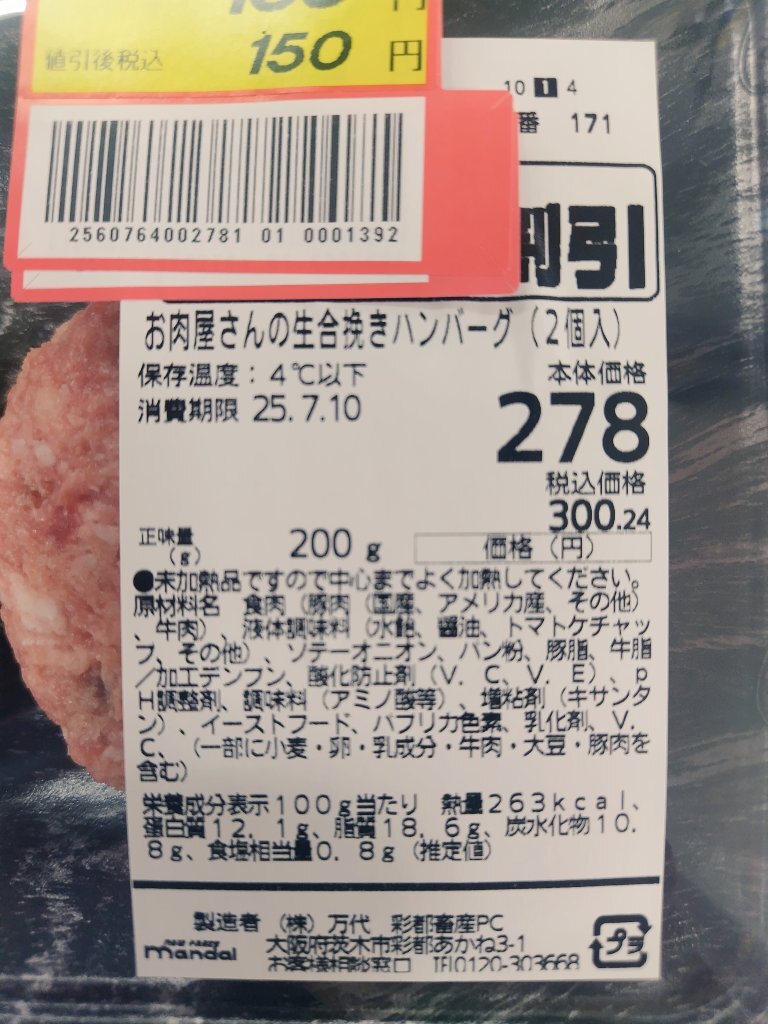 円
値引後税込 150 円
2560764002781 01 0001392
10 1 4
番 171
割引
お肉屋さんの生合挽きハンバーグ(2個入)
保存温度:4℃以下
本体価格
消費期限 25.7.10
278
税込価格
300.24
正味量(g) 200 g
価格(円)
●未加熱品ですので中心までよく加熱してください。
原材料名 食肉(豚肉(国産、アメリカ産、その他)
、牛肉)、液体調味料(水飴、醤油、トマトケチャッ
プ、その他)、ソテーオニオン、パン粉、豚脂、牛脂
/加工デンプン、酸化防止剤(V.C、V.E)、p
H調整剤、調味料(アミノ酸等)、増粘剤(キサンタ
ン)、イーストフード、パプリカ色素、乳化剤、V.
C、(一部に小麦・卵・乳成分・牛肉・大豆・豚肉を
含む)
栄養成分表示100g当たり 熱量263kcal、
蛋白質12.1g、脂質18.6g、炭水化物10.
8g、食塩相当量0.8g(推定値)
製造者 (株)万代 彩都畜産PC
mandai 大阪府茨木市彩都あかね3-1
お客様相談窓口 TEL0120-303668
プラ